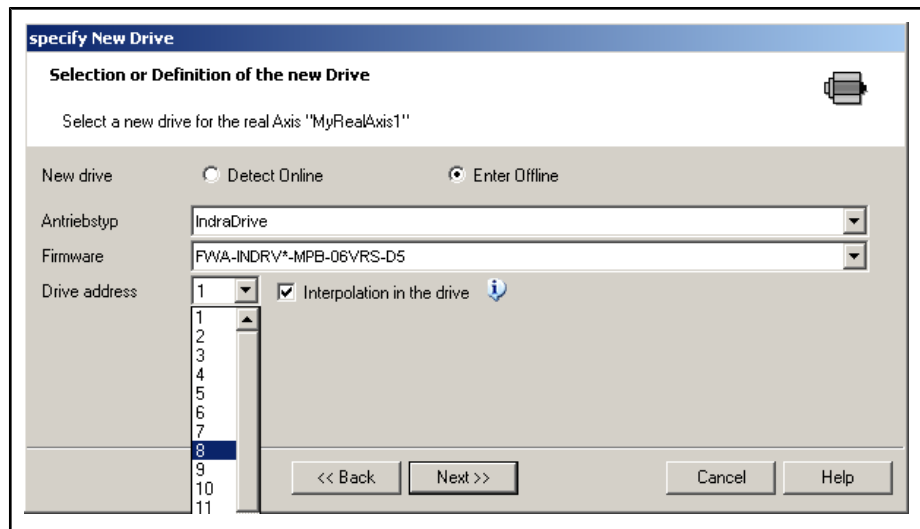 specify New Drive
Selection or Definition of the new Drive
Select a new drive for the real Axis "MyRealAxis1"
New drive Detect Online Enter Offline
Antriebstyp IndraDrive
Firmware FWA-INDRV*-MPB-06VRS-D5
Drive address 1 Interpolation in the drive
1
2
3
4
5
6
7
8
9
10
11
<< Back Next >> Cancel Help